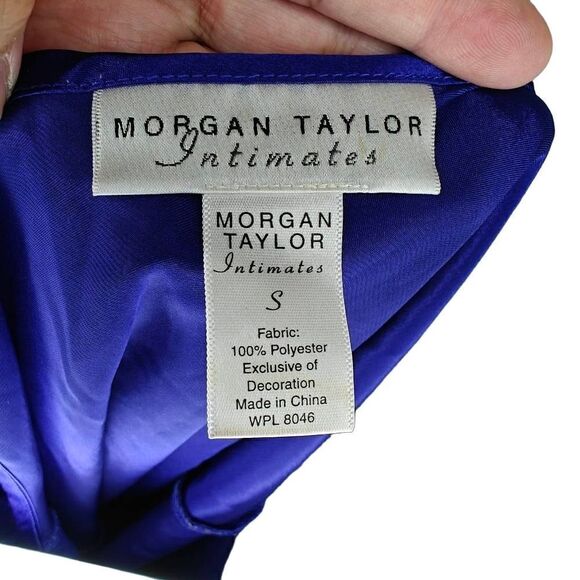 MORGAN TAYLOR
Intimates
MORGAN
TAYLOR
Intimates
S
Fabric:
100% Polyester
Exclusive of
Decoration
Made in China
WPL 8046